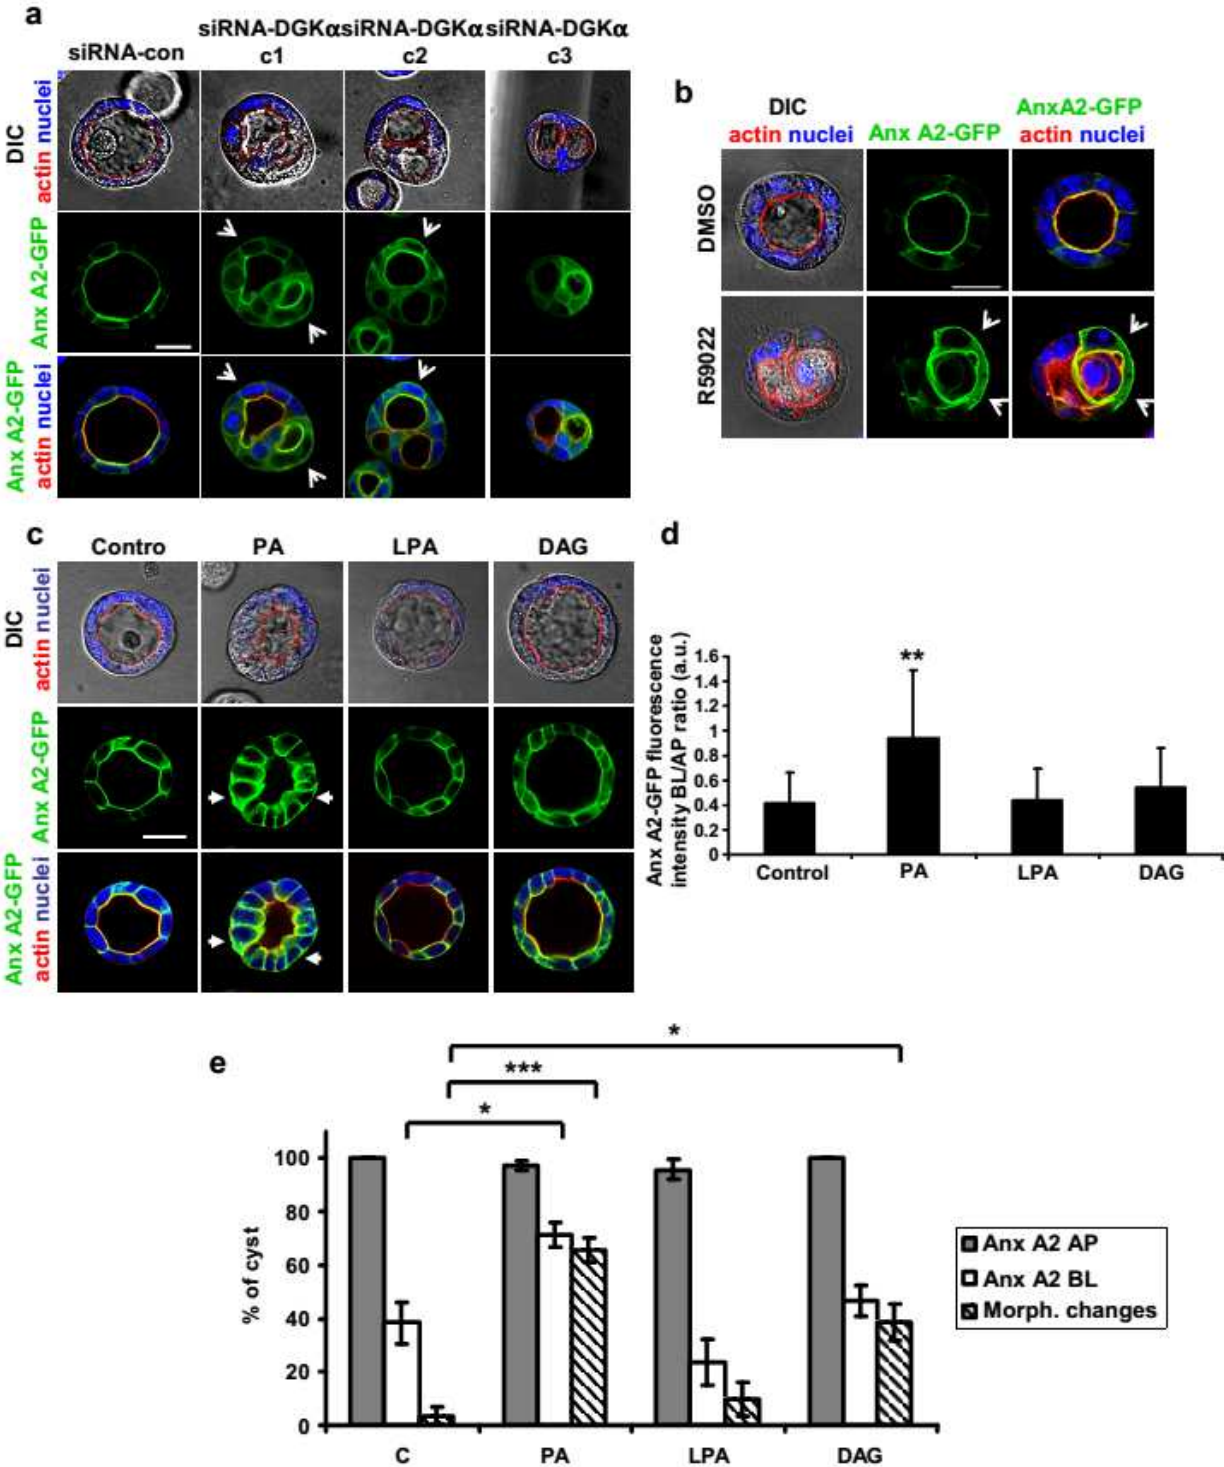 a
siRNA-con
siRNA-DGKαsiRNA-DGKαsiRNA-DGKα
c1 c2 c3
DIC
actin nuclei
Anx A2-GFP
Anx A2-GFP
actin nuclei
b
DIC
actin nuclei
Anx A2-GFP
AnxA2-GFP
actin nuclei
DMSO
R59022
c
Contro PA LPA DAG
DIC
actin nuclei
Anx A2-GFP
Anx A2-GFP
actin nuclei
d
Anx A2-GFP fluorescence
intensity BL/AP ratio (a.u.)
1.6
1.4
1.2
1
0.8
0.6
0.4
0.2
0
**
Control PA LPA DAG
e
*
***
*
% of cyst
100
80
60
40
20
0
C PA LPA DAG
Anx A2 AP
Anx A2 BL
Morph. changes